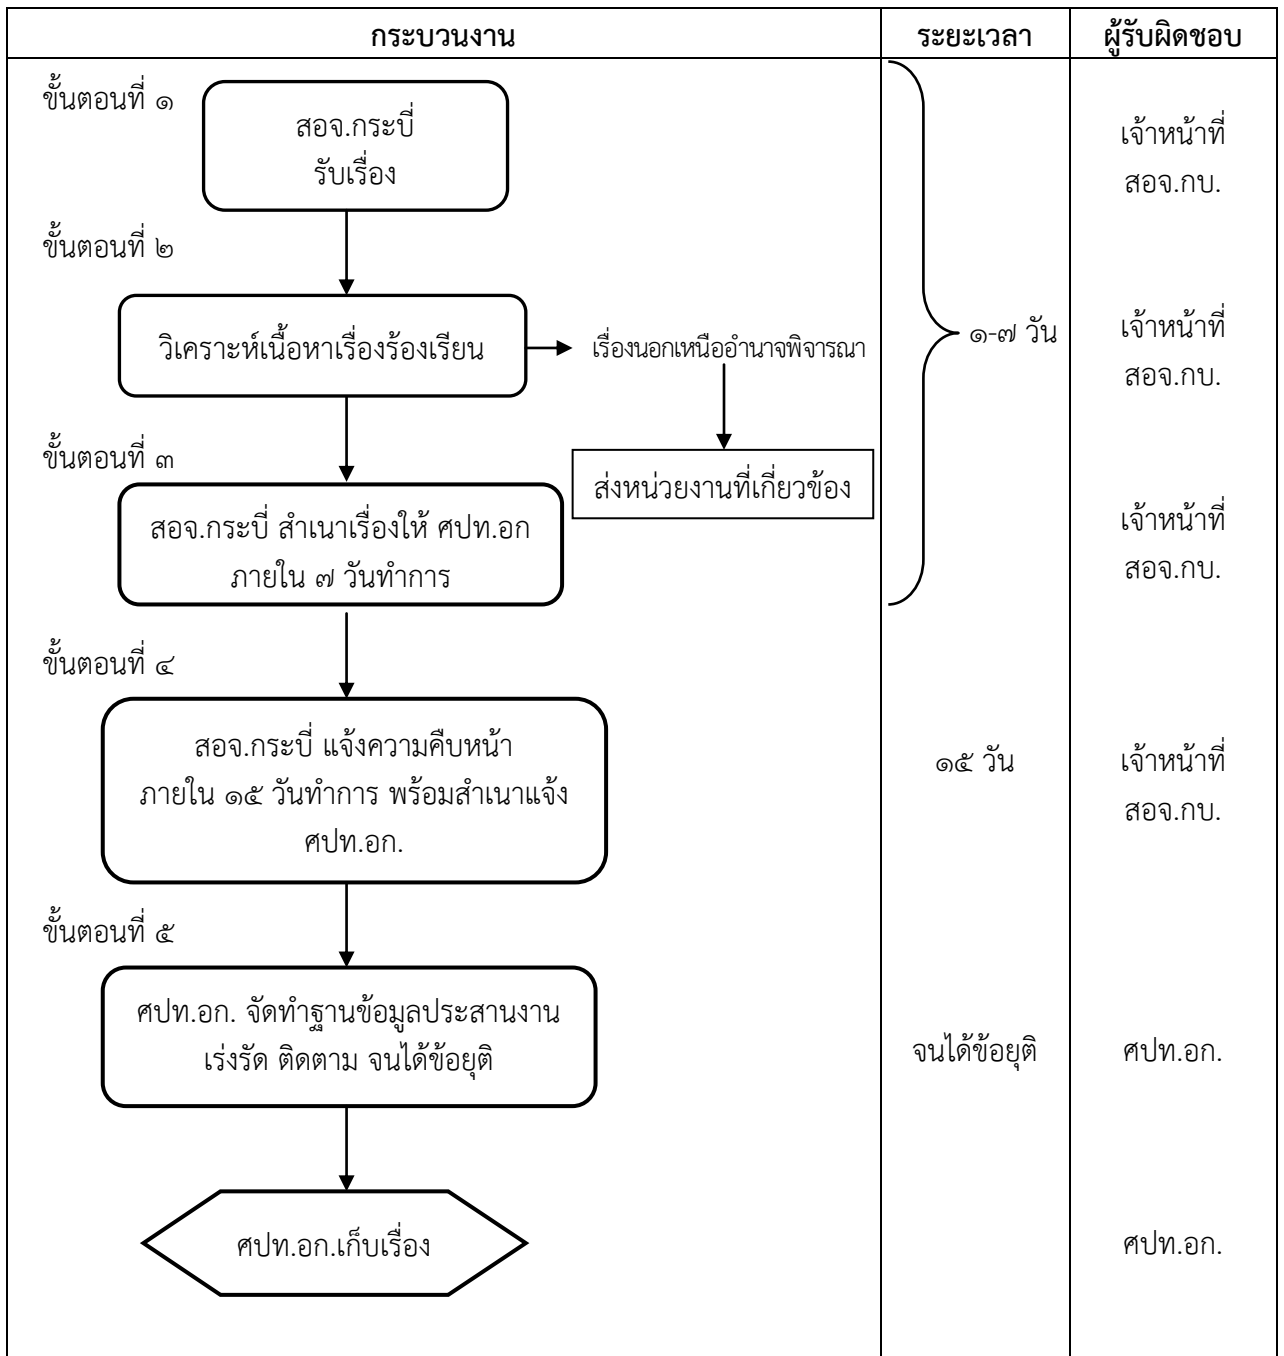 กระบวนงาน
ระยะเวลา
ผู้รับผิดชอบ
ขั้นตอนที่ ๑
สอจ.กระบี่
รับเรื่อง
เจ้าหน้าที่
สอจ.กบ.
ขั้นตอนที่ ๒
วิเคราะห์เนื้อหาเรื่องร้องเรียน
เรื่องนอกเหนืออำนาจพิจารณา
ส่งหน่วยงานที่เกี่ยวข้อง
๑-๗ วัน
เจ้าหน้าที่
สอจ.กบ.
ขั้นตอนที่ ๓
สอจ.กระบี่ สำเนาเรื่องให้ ศปท.อก
ภายใน ๗ วันทำการ
เจ้าหน้าที่
สอจ.กบ.
ขั้นตอนที่ ๔
สอจ.กระบี่ แจ้งความคืบหน้า
ภายใน ๑๕ วันทำการ พร้อมสำเนาแจ้ง
ศปท.อก.
๑๕ วัน
เจ้าหน้าที่
สอจ.กบ.
ขั้นตอนที่ ๕
ศปท.อก. จัดทำฐานข้อมูลประสานงาน
เร่งรัด ติดตาม จนได้ข้อยุติ
จนได้ข้อยุติ
ศปท.อก.
ศปท.อก.เก็บเรื่อง
ศปท.อก.